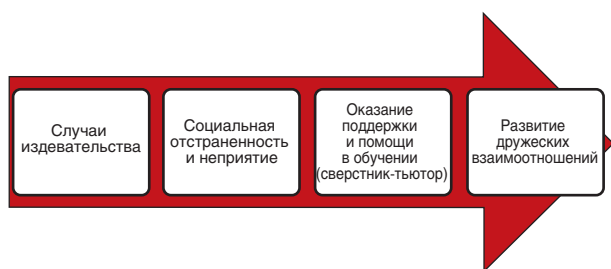 Случаи
издевательства
Социальная
отстраненность
и неприятие
Оказание
поддержки
и помощи
в обучении
(сверстник-тьютор)
Развитие
дружеских
взаимоотношений